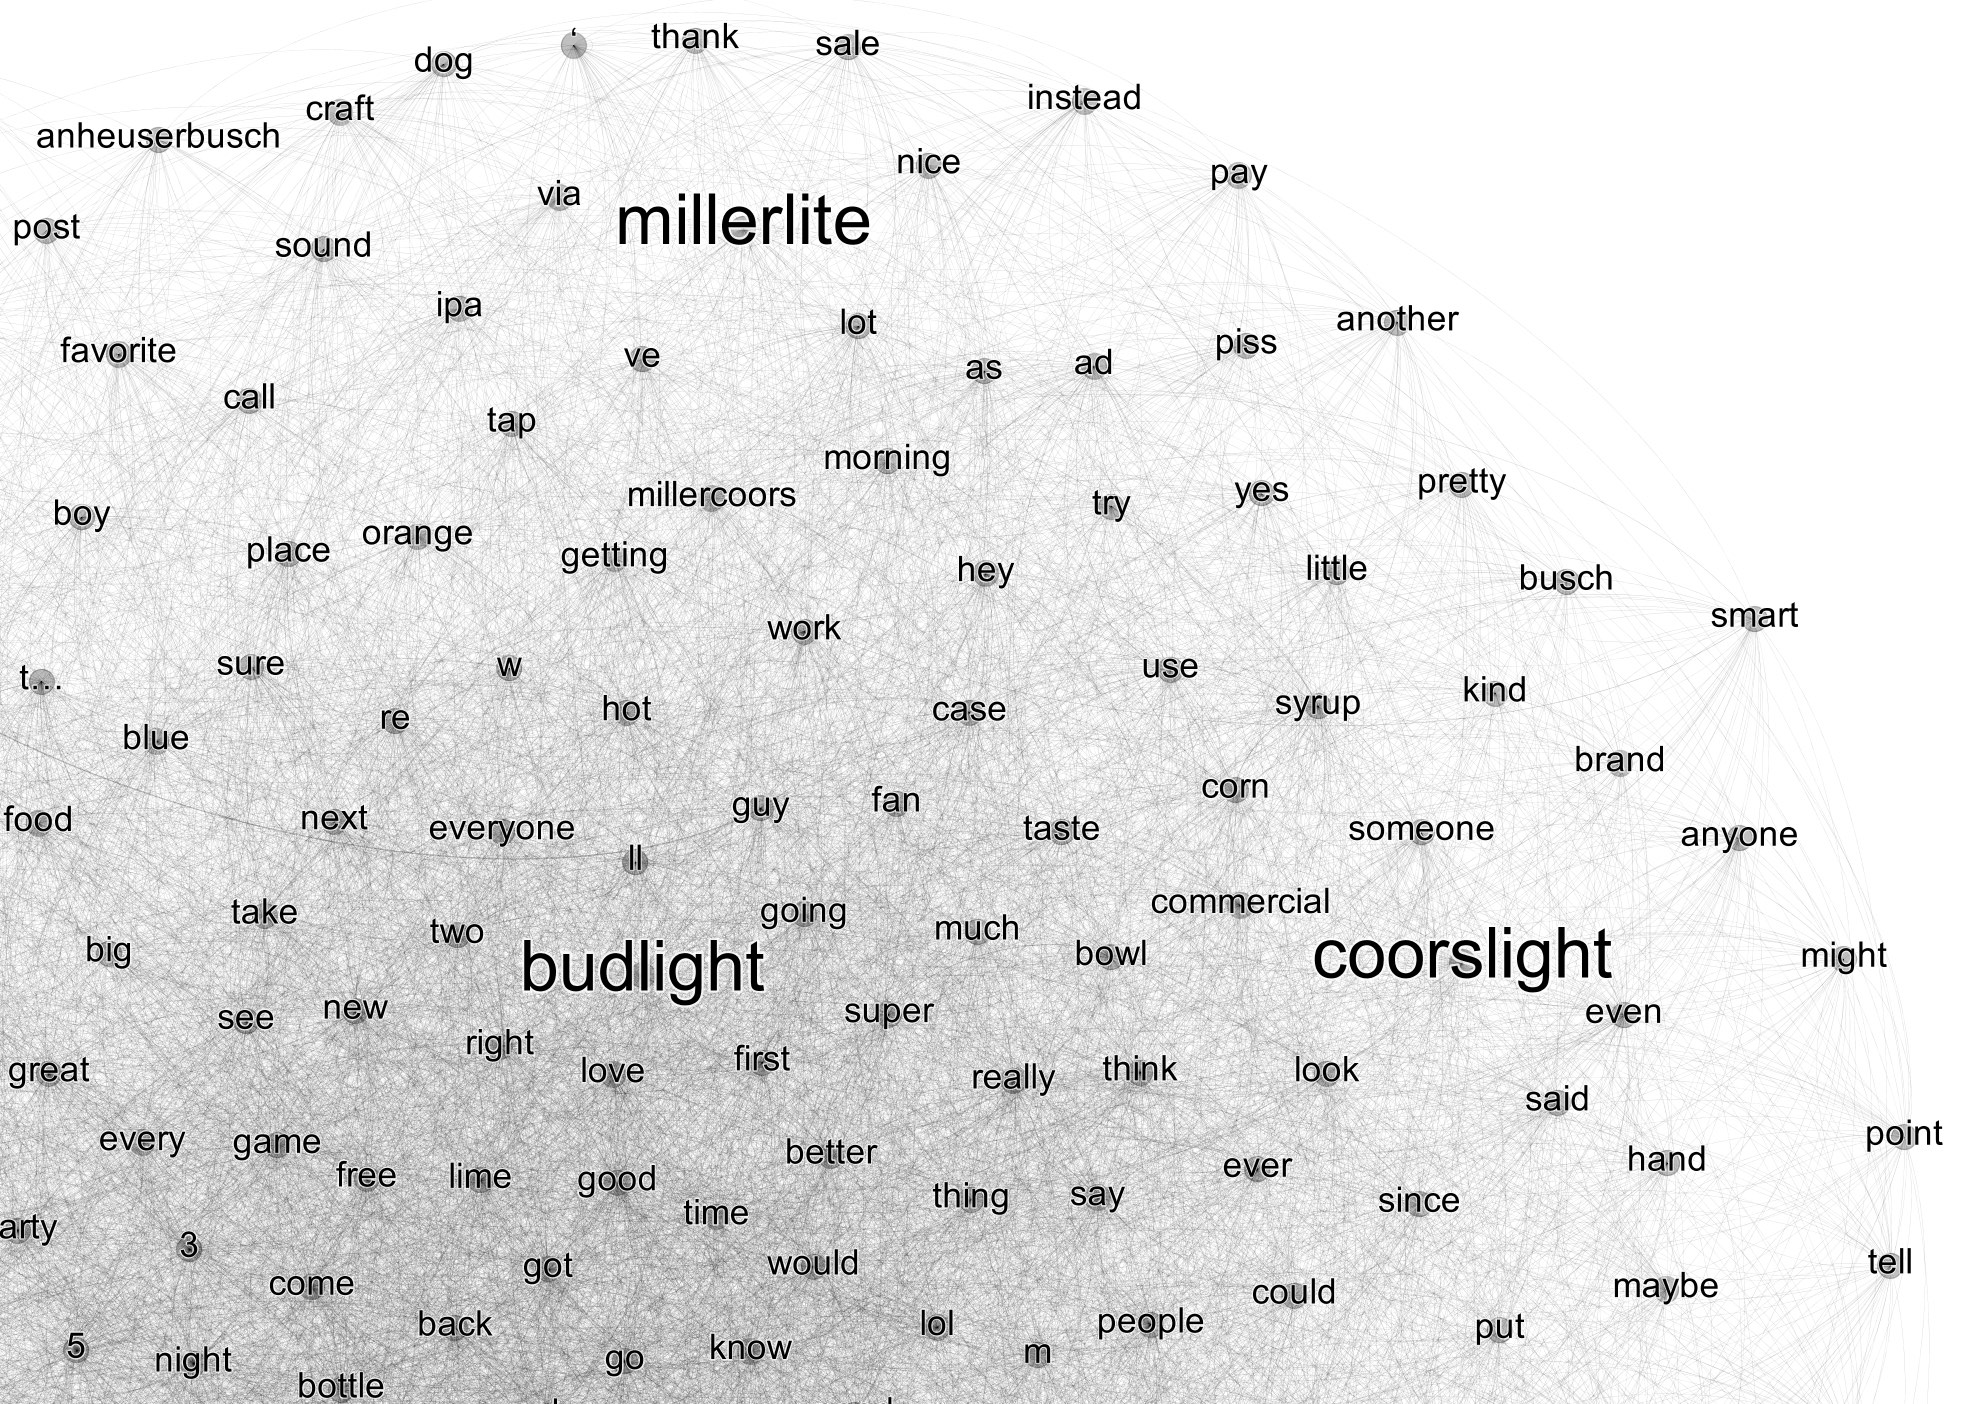 ‘
thank
sale
dog
instead
craft
anheuserbusch
nice
pay
via
millerlite
post
sound
ipa
lot
another
piss
favorite
ve
as
ad
call
tap
morning
pretty
millercoors
yes
try
boy
orange
place
getting
hey
little
busch
smart
work
sure
w
use
t…
kind
syrup
re
hot
case
blue
brand
corn
fan
guy
food
next
everyone
taste
someone
anyone
ll
commercial
take
going
two
much
big
bowl
budlight
coorslight
might
see
new
super
even
right
first
great
love
really
think
look
said
every
game
better
point
hand
free
lime
good
ever
thing
say
since
time
arty
3
got
would
tell
come
could
maybe
back
lol
people
put
5
night
go
know
m
bottle